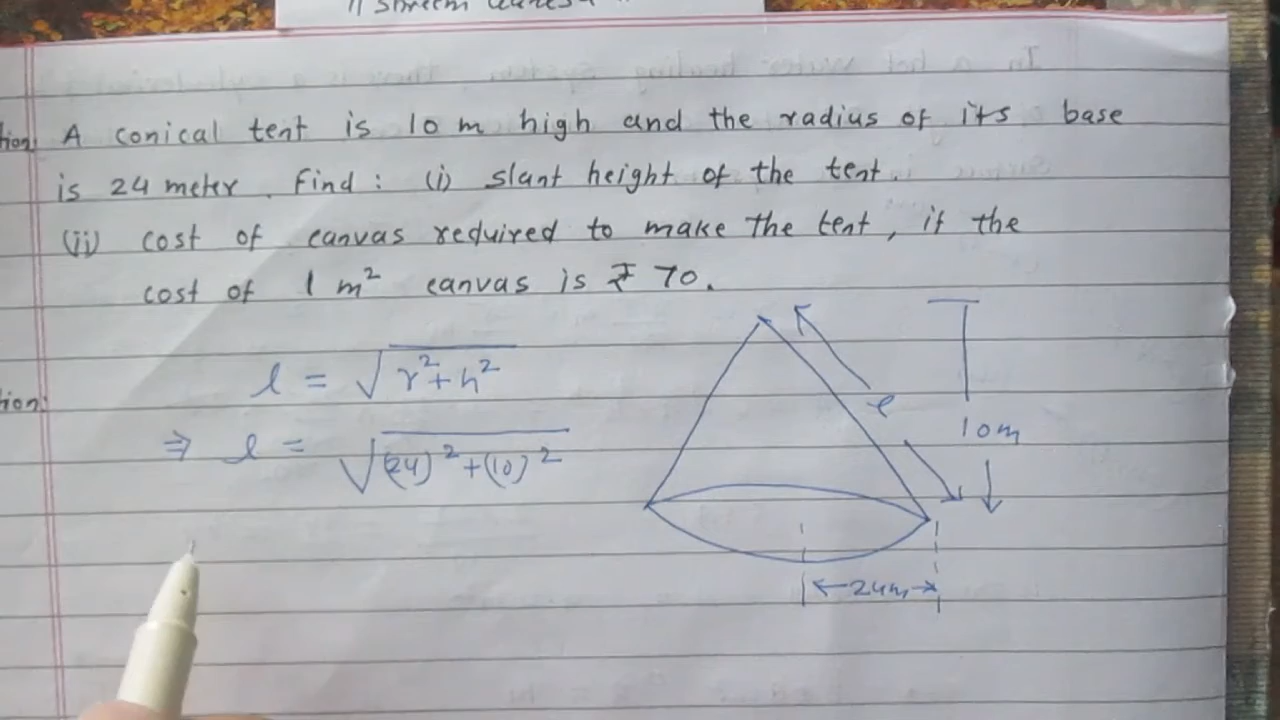 tion: A conical tent is 10 m high and the radius of its base
is 24 meter. Find : (i) slant height of the tent.
(ii) cost of canvas required to make the tent, if the
cost of 1 m² canvas is ₹ 70.
tion:
l = √r²+h²
⇒ l = √(24)²+(10)²
l
10m
24m